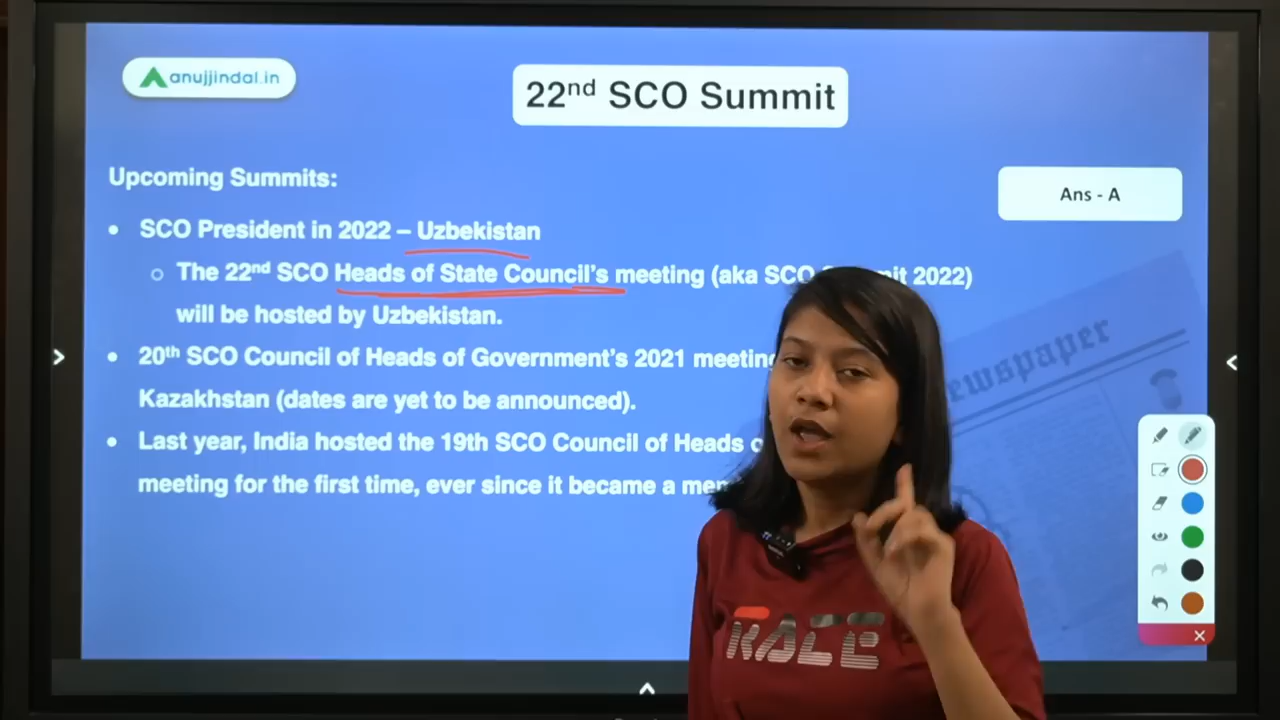 anujjindal.in
22nd SCO Summit
Upcoming Summits:
Ans - A
• SCO President in 2022 – Uzbekistan
○ The 22nd SCO Heads of State Council's meeting (aka SCO 2022)
will be hosted by Uzbekistan.
• 20th SCO Council of Heads of Government's 2021 meeting
Kazakhstan (dates are yet to be announced).
• Last year, India hosted the 19th SCO Council of Heads
meeting for the first time, ever since it became a
ewspaper
RACE